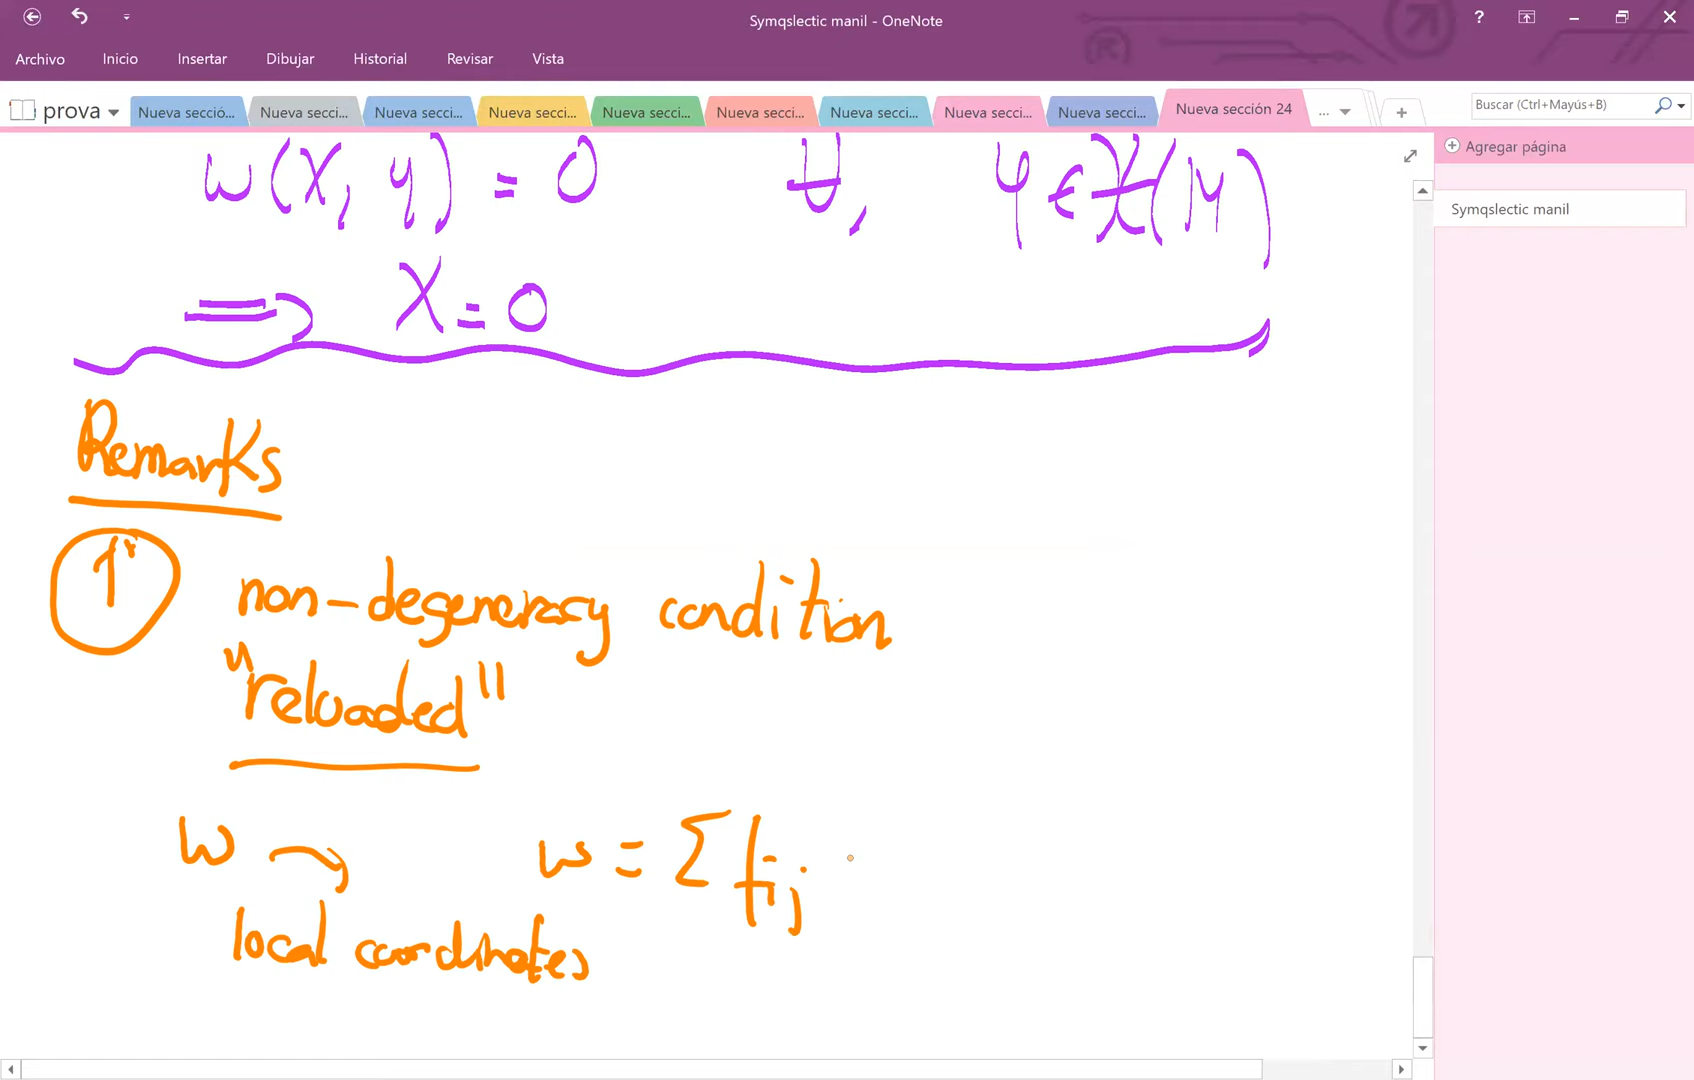 Symqslectic manil - OneNote
Archivo Inicio Insertar Dibujar Historial Revisar Vista
prova Nueva secció... Nueva secci... Nueva secci... Nueva secci... Nueva secci... Nueva secci... Nueva secci... Nueva secci... Nueva secci... Nueva sección 24 ... Buscar (Ctrl+Mayús+B)
Agregar página
Symqslectic manil
w(X, Y) = 0 ∀, Y ∈ 𝔛(M)
⟹ X = 0
Remarks
1
non-degeneracy condition
"reloaded"
w ⟶ w = Σ fij
local coordinates